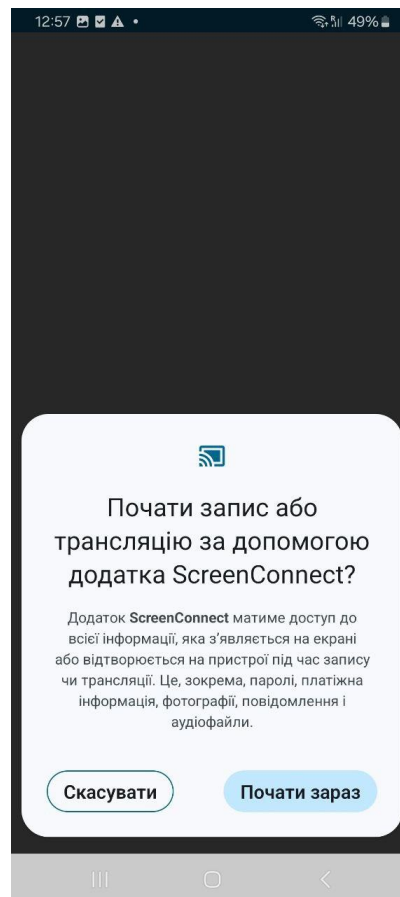 12:57
49%
Почати запис або
трансляцію за допомогою
додатка ScreenConnect?
Додаток ScreenConnect матиме доступ до
всієї інформації, яка з’являється на екрані
або відтворюється на пристрої під час запису
чи трансляції. Це, зокрема, паролі, платіжна
інформація, фотографії, повідомлення і
аудіофайли.
Скасувати
Почати зараз